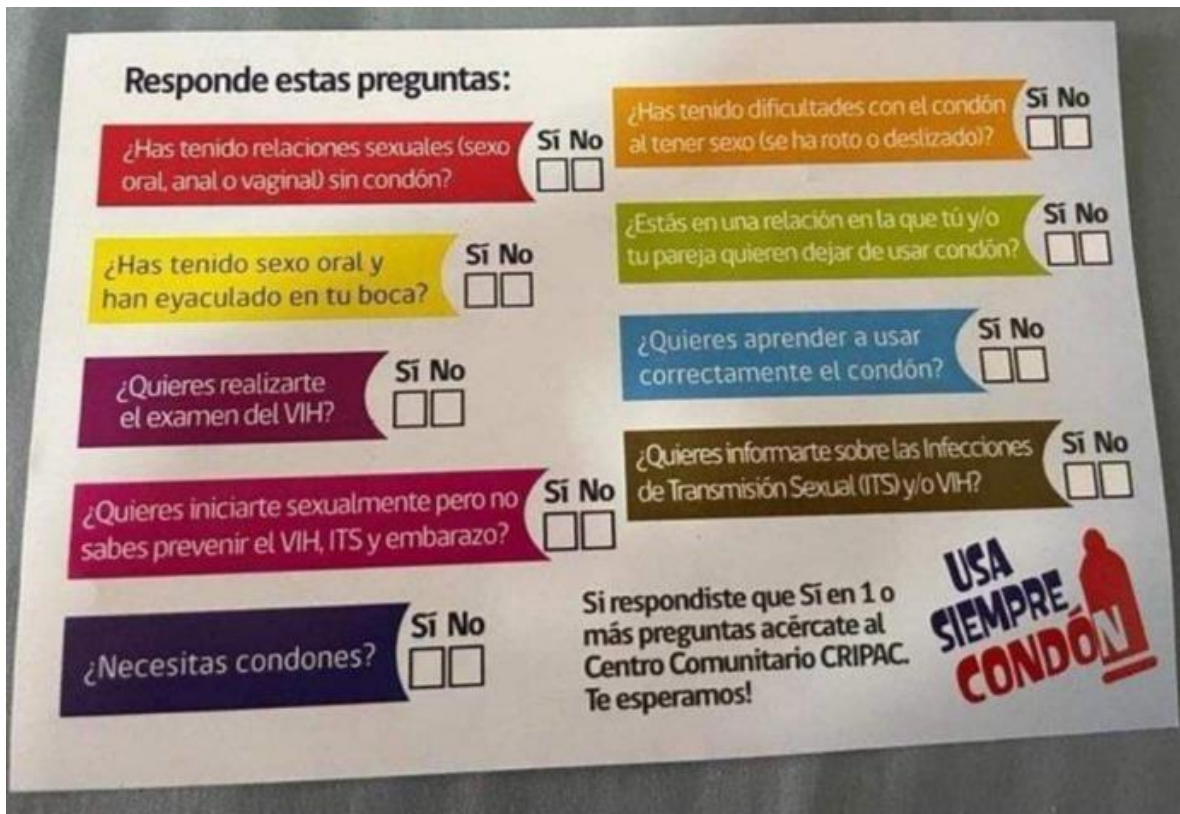 Responde estas preguntas:
¿Has tenido relaciones sexuales (sexo
oral, anal o vaginal) sin condón?
Sí No
¿Has tenido sexo oral y
han eyaculado en tu boca?
Sí No
¿Quieres realizarte
el examen del VIH?
Sí No
¿Quieres iniciarte sexualmente pero no
sabes prevenir el VIH, ITS y embarazo?
Sí No
¿Necesitas condones?
Sí No
¿Has tenido dificultades con el condón
al tener sexo (se ha roto o deslizado)?
Sí No
¿Estás en una relación en la que tú y/o
tu pareja quieren dejar de usar condón?
Sí No
¿Quieres aprender a usar
correctamente el condón?
Sí No
¿Quieres informarte sobre las Infecciones
de Transmisión Sexual (ITS) y/o VIH?
Sí No
Si respondiste que Sí en 1 o
más preguntas acércate al
Centro Comunitario CRIPAC.
Te esperamos!
USA
SIEMPRE
CONDÓN